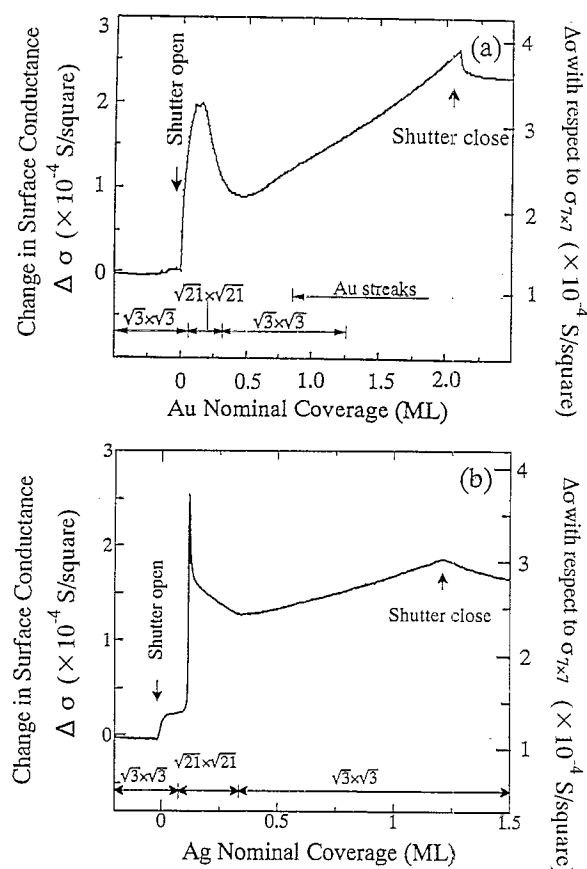 (a)
Change in Surface Conductance
Δ σ (×10⁻⁴ S/square)
3
2
1
0
Shutter open
Shutter close
√21×√21
√3×√3
√3×√3
Au streaks
4
3
2
1
Δσ with respect to σ7×7 (×10⁻⁴ S/square)
0 0.5 1.0 1.5 2.0
Au Nominal Coverage (ML)
(b)
Change in Surface Conductance
Δ σ (×10⁻⁴ S/square)
3
2
1
0
Shutter open
Shutter close
√3×√3
√21×√21
√3×√3
4
3
2
1
Δσ with respect to σ7×7 (×10⁻⁴ S/square)
0 0.5 1 1.5
Ag Nominal Coverage (ML)